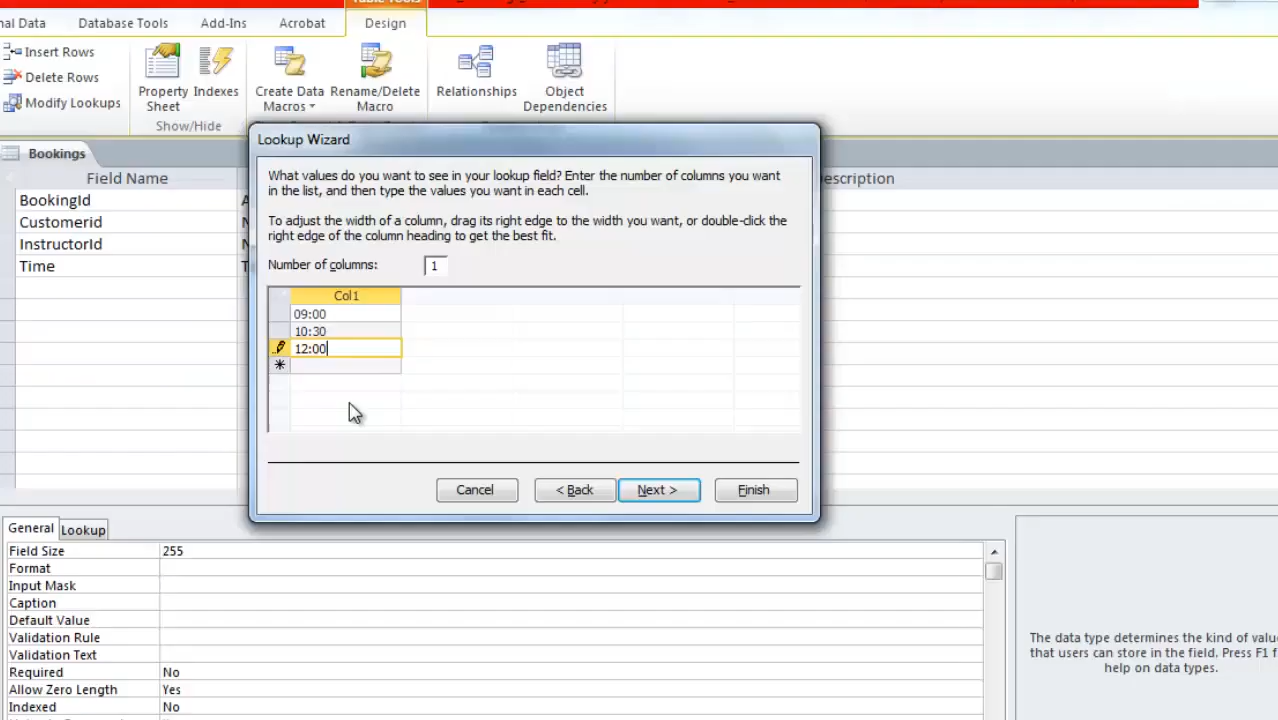 nal Data Database Tools Add-Ins Acrobat Design
Insert Rows
Delete Rows
Modify Lookups
Property Sheet
Indexes
Create Data Macros
Rename/Delete Macro
Relationships
Object Dependencies
Show/Hide
Bookings
Lookup Wizard
What values do you want to see in your lookup field? Enter the number of columns you want
in the list, and then type the values you want in each cell.
To adjust the width of a column, drag its right edge to the width you want, or double-click the
right edge of the column heading to get the best fit.
Number of columns: 1
Col1
09:00
10:30
12:00
Cancel < Back Next > Finish
Field Name
escription
BookingId
Customerid
InstructorId
Time
General Lookup
Field Size 255
Format
Input Mask
Caption
Default Value
Validation Rule
Validation Text
Required No
Allow Zero Length Yes
Indexed No
The data type determines the kind of value
that users can store in the field. Press F1 f
help on data types.